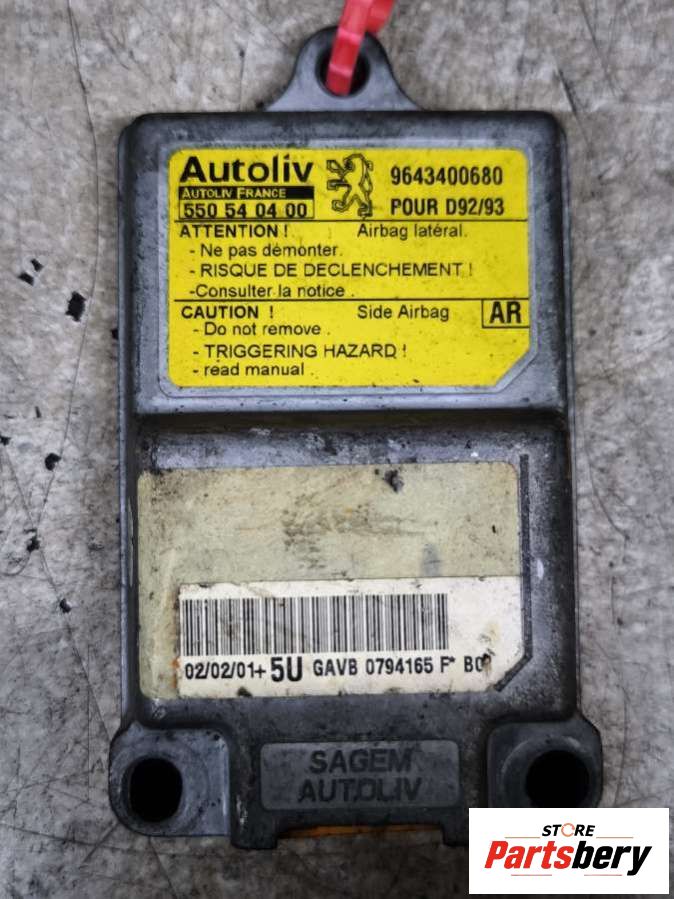 Autoliv
AUTOLIV FRANCE
550 54 04 00
9643400680
POUR D92/93
ATTENTION ! Airbag latéral.
- Ne pas démonter.
- RISQUE DE DECLENCHEMENT !
-Consulter la notice .
CAUTION ! Side Airbag AR
- Do not remove .
- TRIGGERING HAZARD !
- read manual .
02/02/01+ 5U GAVB 0794165 F*
SAGEM
AUTOLIV
STORE
Partsbery